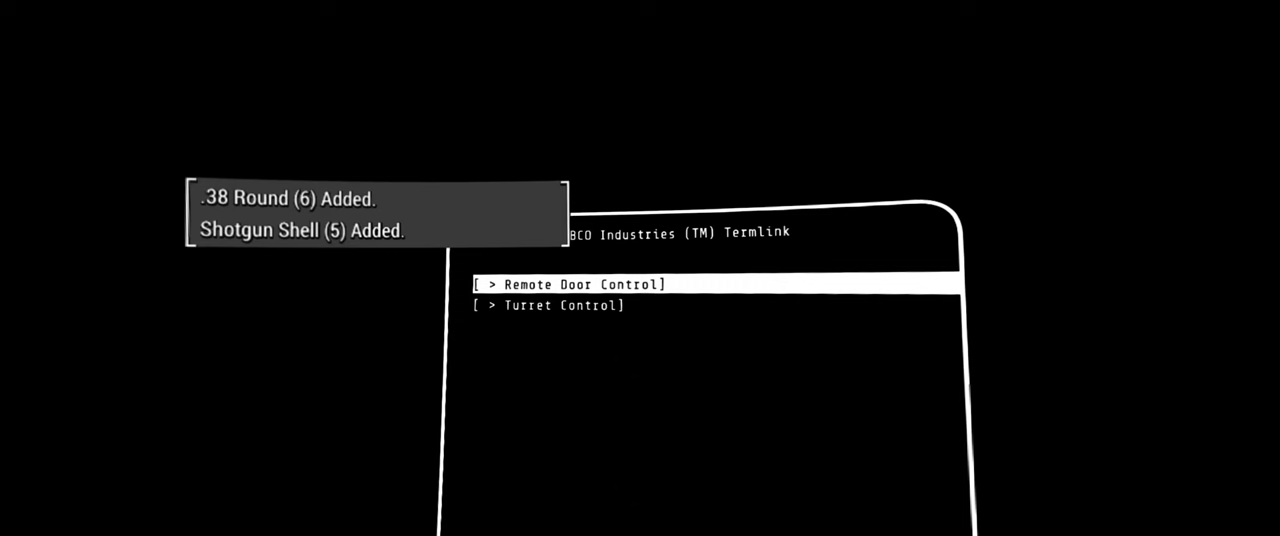 .38 Round (6) Added.
Shotgun Shell (5) Added.
BCO Industries (TM) Termlink
[ > Remote Door Control]
[ > Turret Control]